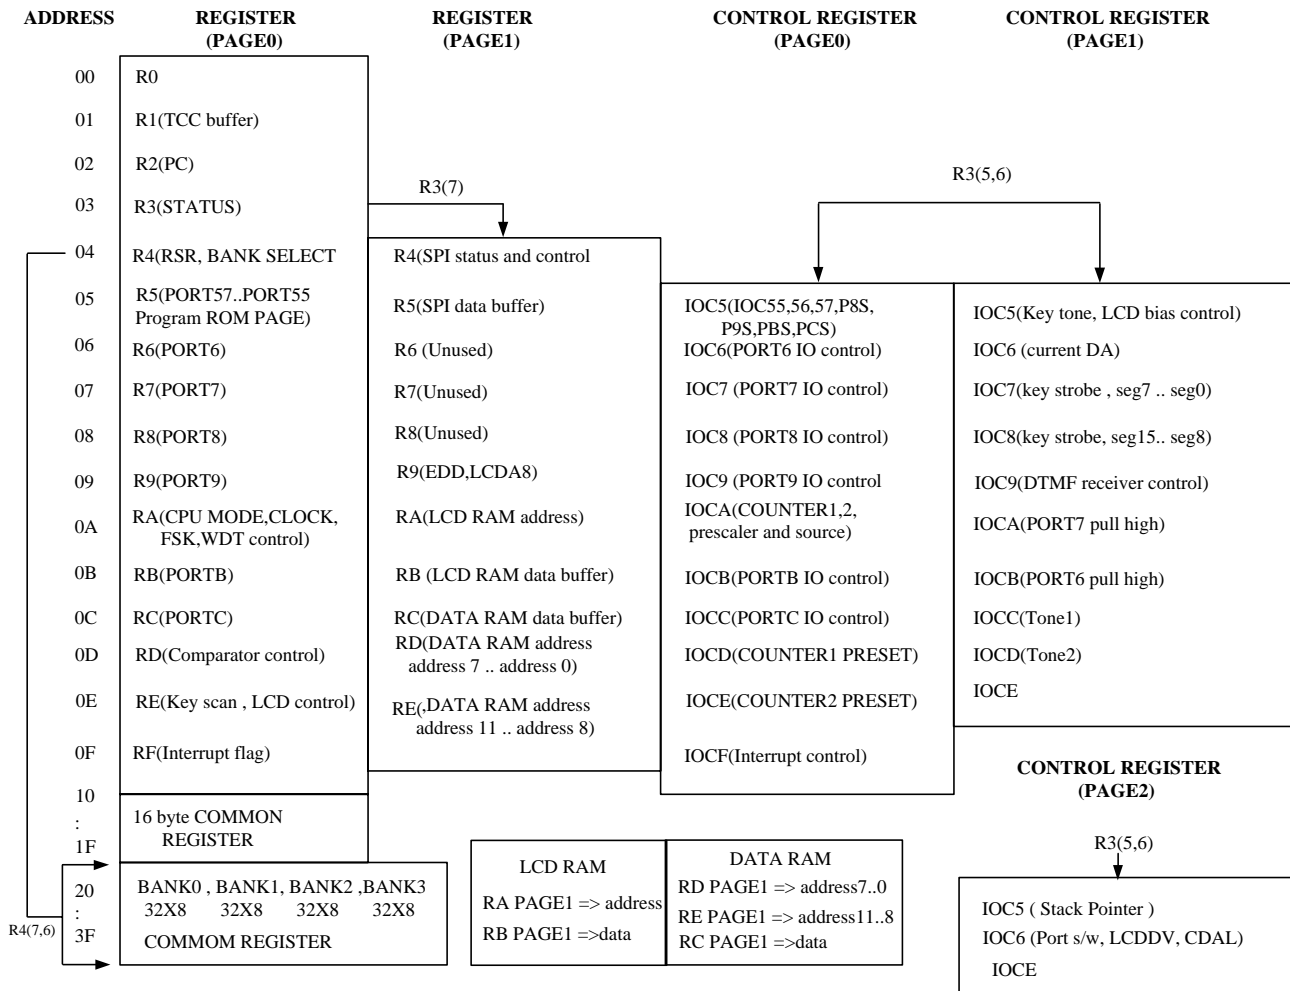 ADDRESS REGISTER (PAGE0) REGISTER (PAGE1) CONTROL REGISTER (PAGE0) CONTROL REGISTER (PAGE1)
00 R0
01 R1(TCC buffer)
02 R2(PC)
R3(7)
R3(5,6)
03 R3(STATUS)
04 R4(RSR, BANK SELECT R4(SPI status and control
05 R5(PORT57..PORT55 Program ROM PAGE) R5(SPI data buffer) IOC5(IOC55,56,57,P8S, P9S,PBS,PCS) IOC5(Key tone, LCD bias control)
06 R6(PORT6) R6 (Unused) IOC6(PORT6 IO control) IOC6 (current DA)
07 R7(PORT7) R7(Unused) IOC7 (PORT7 IO control) IOC7(key strobe , seg7 .. seg0)
08 R8(PORT8) R8(Unused) IOC8 (PORT8 IO control) IOC8(key strobe, seg15.. seg8)
09 R9(PORT9) R9(EDD,LCDA8) IOC9 (PORT9 IO control IOC9(DTMF receiver control)
0A RA(CPU MODE,CLOCK, FSK,WDT control) RA(LCD RAM address) IOCA(COUNTER1,2, prescaler and source) IOCA(PORT7 pull high)
0B RB(PORTB) RB (LCD RAM data buffer) IOCB(PORTB IO control) IOCB(PORT6 pull high)
0C RC(PORTC) RC(DATA RAM data buffer) IOCC(PORTC IO control) IOCC(Tone1)
0D RD(Comparator control) RD(DATA RAM address address 7 .. address 0) IOCD(COUNTER1 PRESET) IOCD(Tone2)
0E RE(Key scan , LCD control) RE(,DATA RAM address address 11 .. address 8) IOCE(COUNTER2 PRESET) IOCE
0F RF(Interrupt flag) IOCF(Interrupt control)
10
:
1F
16 byte COMMON
REGISTER
20
:
3F
R4(7,6)
BANK0 , BANK1, BANK2 ,BANK3
32X8 32X8 32X8 32X8
COMMOM REGISTER
LCD RAM
RA PAGE1 => address
RB PAGE1 =>data
DATA RAM
RD PAGE1 => address7..0
RE PAGE1 => address11..8
RC PAGE1 =>data
CONTROL REGISTER
(PAGE2)
R3(5,6)
IOC5 ( Stack Pointer )
IOC6 (Port s/w, LCDDV, CDAL)
IOCE